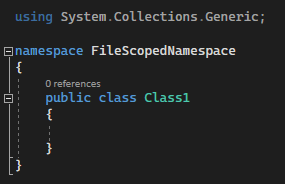 using System.Collections.Generic;
namespace FileScopedNamespace
{
0 references
public class Class1
{
}
}